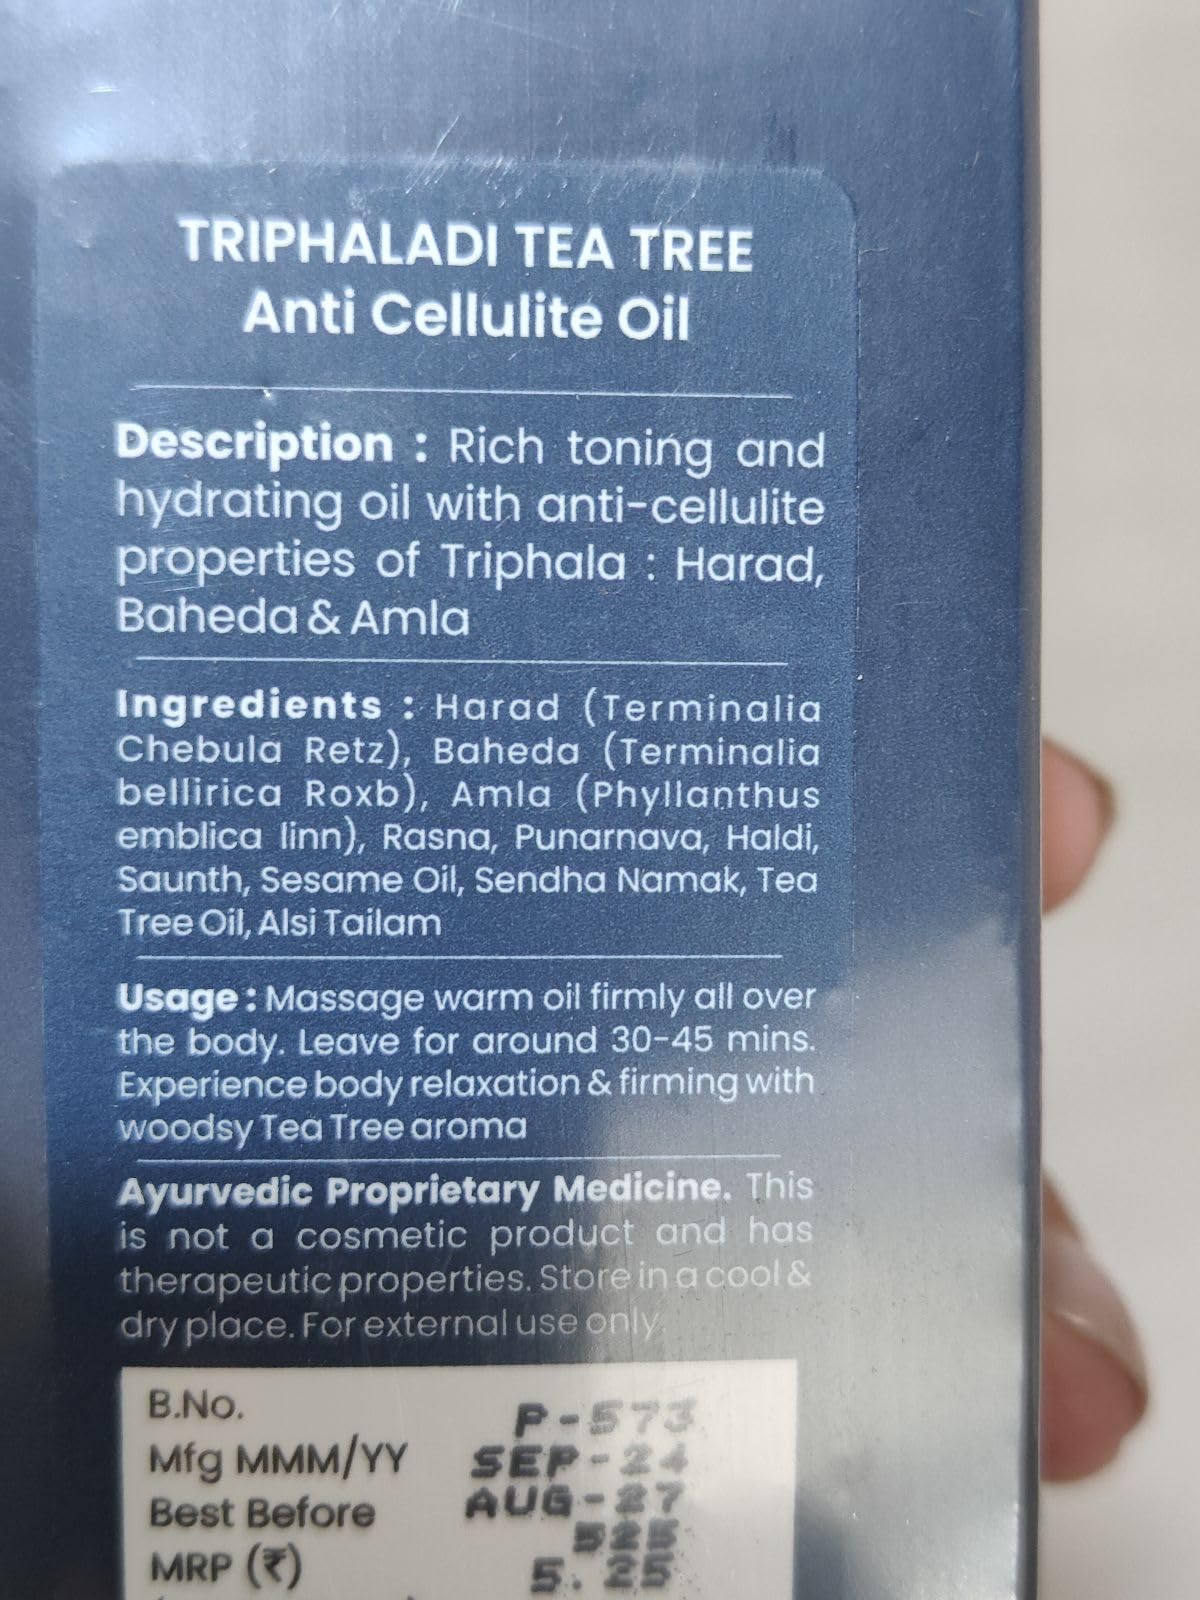 TRIPHALADI TEA TREE
Anti Cellulite Oil
Description : Rich toning and
hydrating oil with anti-cellulite
properties of Triphala : Harad,
Baheda & Amla
Ingredients : Harad (Terminalia
Chebula Retz), Baheda (Terminalia
bellirica Roxb), Amla (Phyllanthus
emblica linn), Rasna, Punarnava, Haldi,
Saunth, Sesame Oil, Sendha Namak, Tea
Tree Oil, Alsi Tailam
Usage : Massage warm oil firmly all over
the body. Leave for around 30-45 mins.
Experience body relaxation & firming with
woodsy Tea Tree aroma
Ayurvedic Proprietary Medicine. This
is not a cosmetic product and has
therapeutic properties. Store in a cool &
dry place. For external use only.
B.No. P-573
Mfg MMM/YY SEP-24
Best Before AUG-27
525
MRP (₹) 5.25